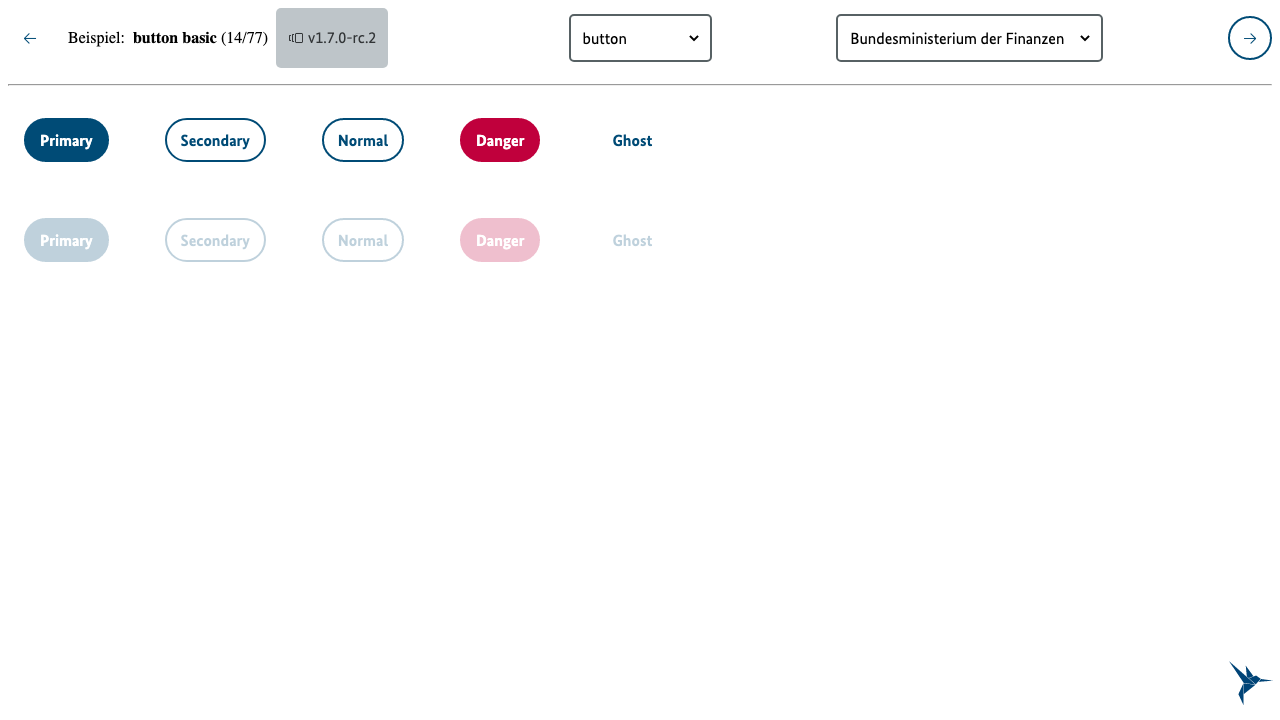 Beispiel: button basic (14/77) v1.7.0-rc.2 button Bundesministerium der Finanzen
Primary Secondary Normal Danger Ghost
Primary Secondary Normal Danger Ghost